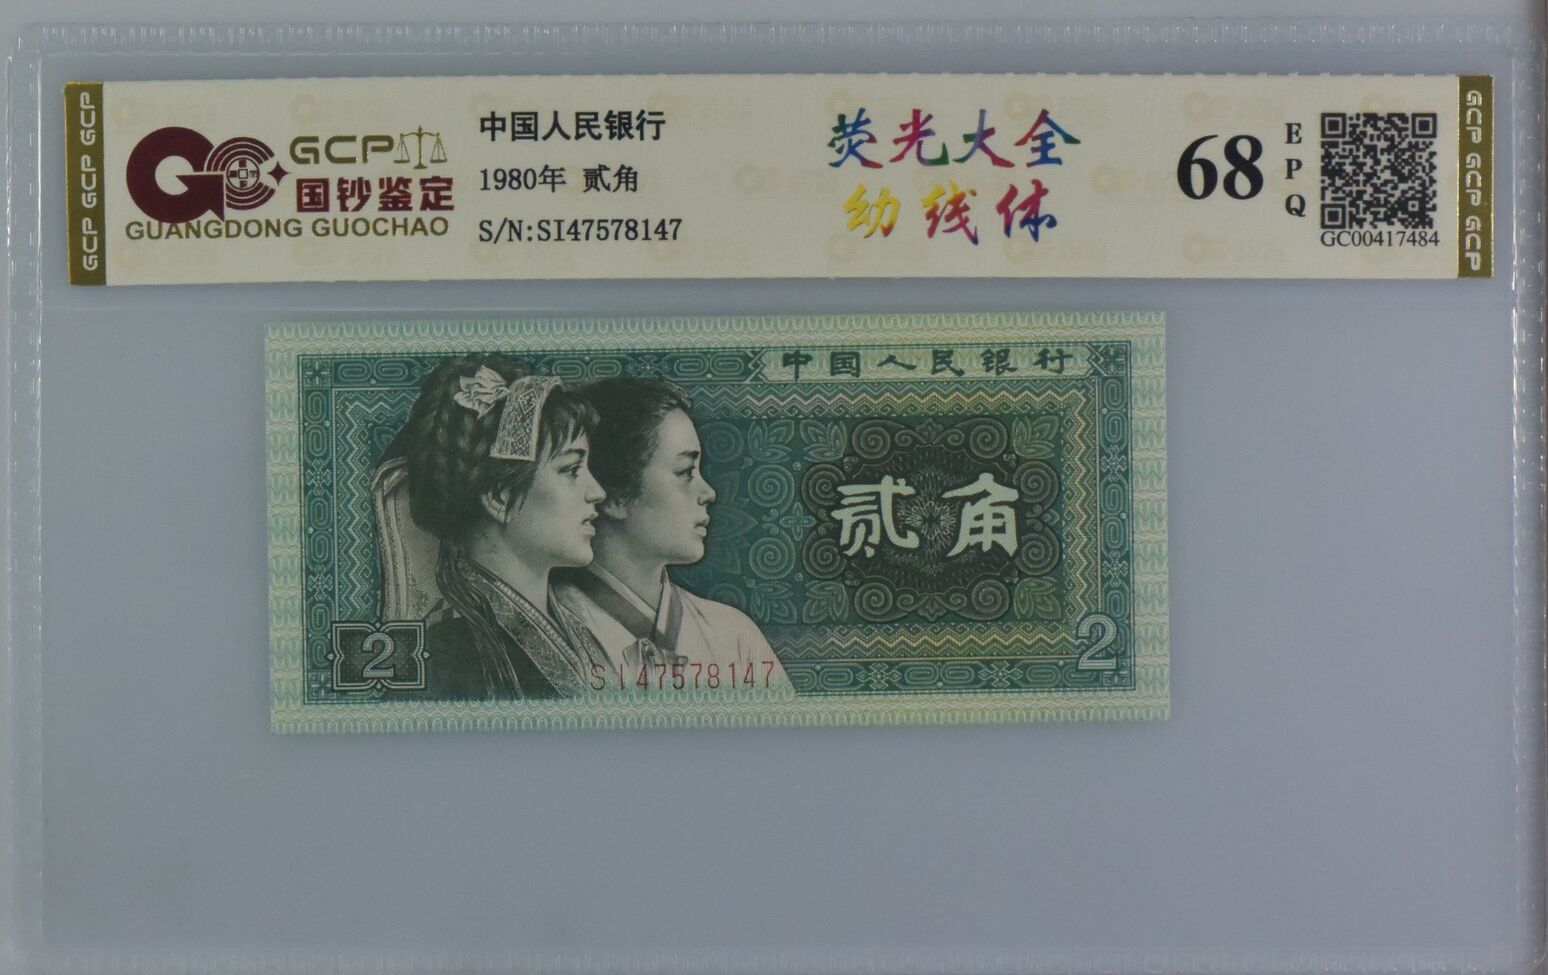 GCP GCP GCP
GCP
国钞鉴定
GUANGDONG GUOCHAO
中国人民银行
1980年 贰角
S/N:SI47578147
荧光大全
幼线体
68
EPQ
GC00417484
GCP GCP GCP
中国人民银行
贰角
2
2
SI47578147